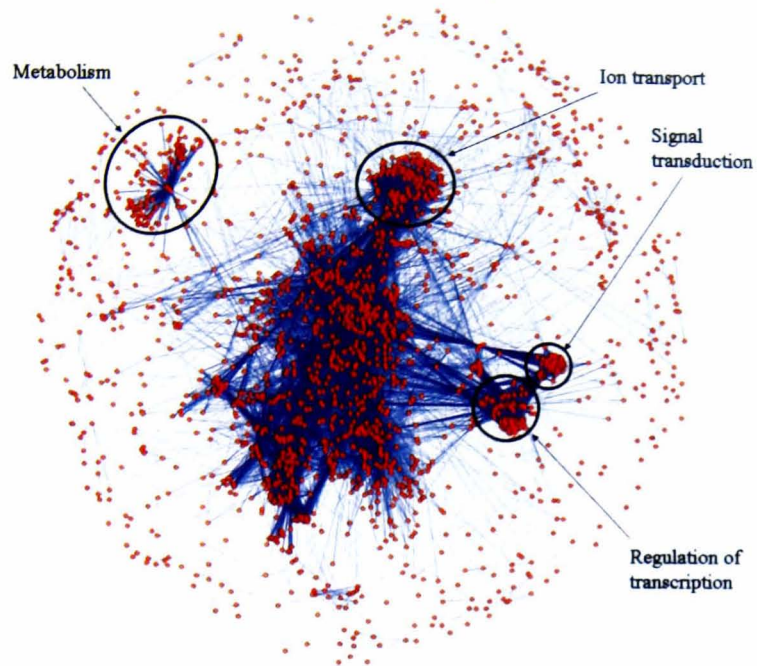 Metabolism
Ion transport
Signal
transduction
Regulation of
transcription